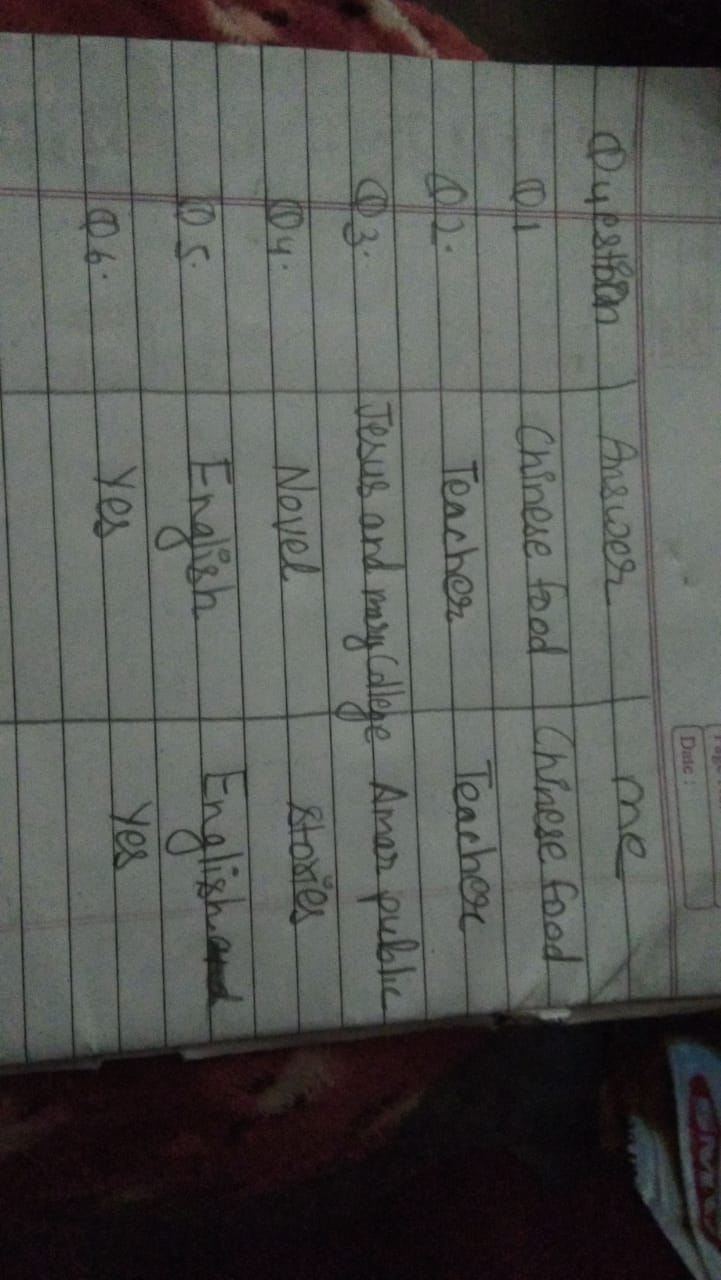 Date :
Question Answer me
Q1 Chinese food Chinese food
Q2. Teacher Teacher
Q3. Jesus and mary College Amar public
Q4. Novel Stories
Q5. English English
Q6. Yes Yes